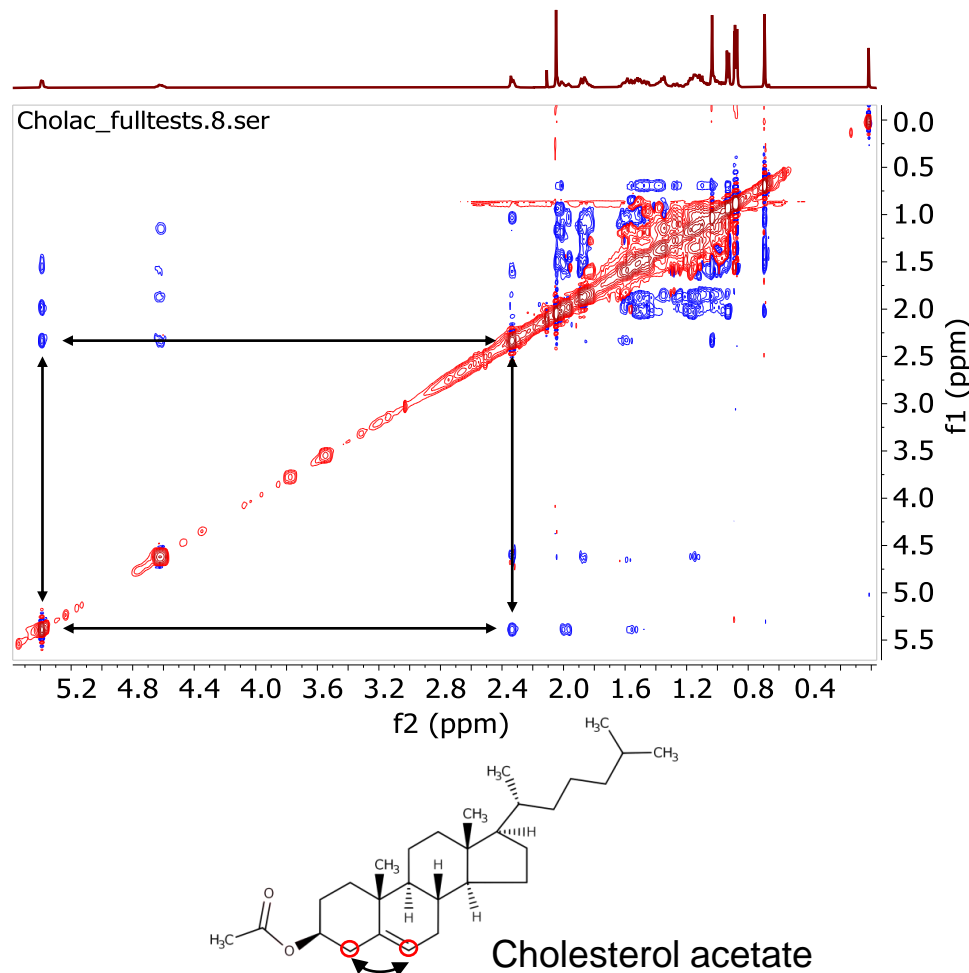 Cholac_fulltests.8.ser
0.0
0.5
1.0
1.5
2.0
2.5
3.0
3.5
4.0
4.5
5.0
5.5
f1 (ppm)
5.2 4.8 4.4 4.0 3.6 3.2 2.8 2.4 2.0 1.6 1.2 0.8 0.4
f2 (ppm)
H₃C
CH₃
H₃C
CH₃
H
CH₃
H
H
H
O
H₃C
O
Cholesterol acetate